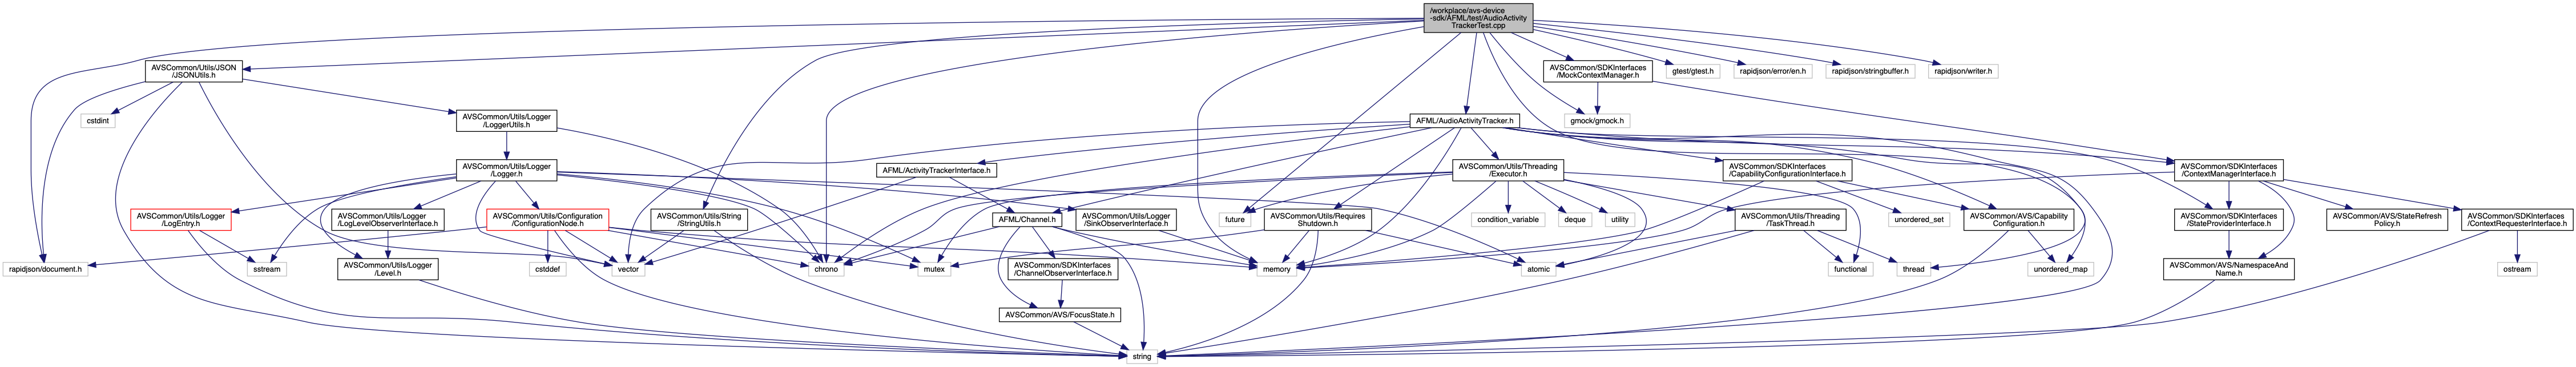 /workplace/avs-device
-sdk/AFML/test/AudioActivity
TrackerTest.cpp
AVSCommon/Utils/JSON
/JSONUtils.h
AVSCommon/SDKInterfaces
/MockContextManager.h
gtest/gtest.h
rapidjson/error/en.h
rapidjson/stringbuffer.h
rapidjson/writer.h
cstdint
AVSCommon/Utils/Logger
/LoggerUtils.h
AFML/AudioActivityTracker.h
gmock/gmock.h
AVSCommon/Utils/Logger
/Logger.h
AFML/ActivityTrackerInterface.h
AVSCommon/Utils/Threading
/Executor.h
AVSCommon/SDKInterfaces
/CapabilityConfigurationInterface.h
AVSCommon/SDKInterfaces
/ContextManagerInterface.h
AVSCommon/Utils/Logger
/LogEntry.h
AVSCommon/Utils/Logger
/LogLevelObserverInterface.h
AVSCommon/Utils/Configuration
/ConfigurationNode.h
AVSCommon/Utils/String
/StringUtils.h
AFML/Channel.h
AVSCommon/Utils/Logger
/SinkObserverInterface.h
future
AVSCommon/Utils/Requires
Shutdown.h
condition_variable
deque
utility
AVSCommon/Utils/Threading
/TaskThread.h
unordered_set
AVSCommon/AVS/Capability
Configuration.h
AVSCommon/SDKInterfaces
/StateProviderInterface.h
AVSCommon/AVS/StateRefresh
Policy.h
AVSCommon/SDKInterfaces
/ContextRequesterInterface.h
rapidjson/document.h
sstream
AVSCommon/Utils/Logger
/Level.h
cstddef
vector
chrono
mutex
AVSCommon/SDKInterfaces
/ChannelObserverInterface.h
memory
atomic
functional
thread
unordered_map
AVSCommon/AVS/NamespaceAnd
Name.h
ostream
AVSCommon/AVS/FocusState.h
string